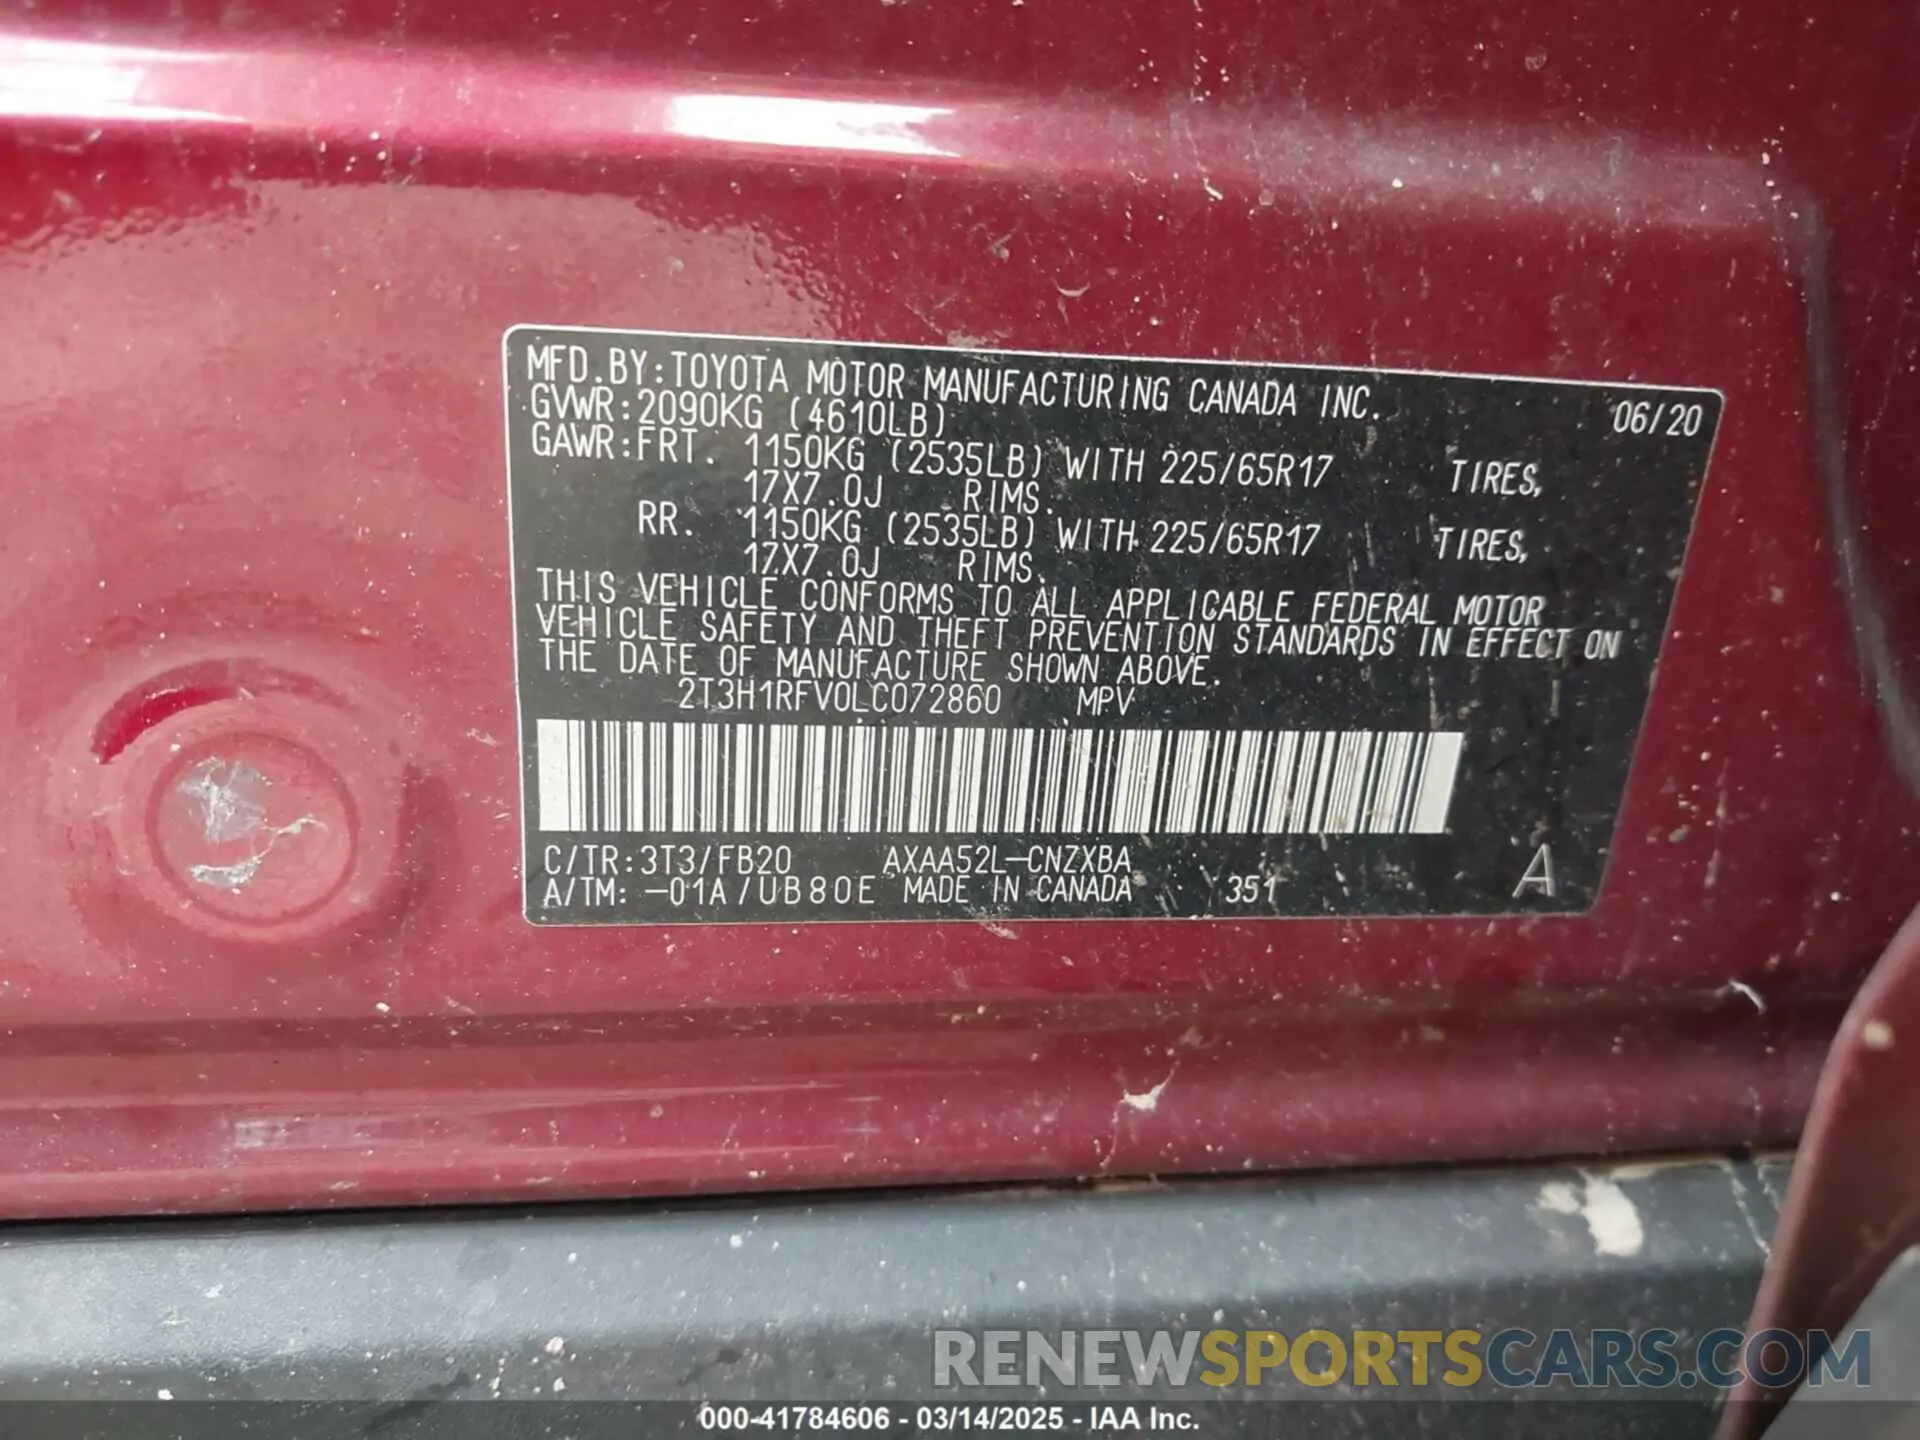 MFD.BY:TOYOTA MOTOR MANUFACTURING CANADA INC. 06/20
GVWR:2090KG (4610LB)
GAWR:FRT. 1150KG (2535LB) WITH 225/65R17 TIRES,
17X7.0J RIMS.
RR. 1150KG (2535LB) WITH 225/65R17 TIRES,
17X7.0J RIMS.
THIS VEHICLE CONFORMS TO ALL APPLICABLE FEDERAL MOTOR
VEHICLE SAFETY AND THEFT PREVENTION STANDARDS IN EFFECT ON
THE DATE OF MANUFACTURE SHOWN ABOVE.
2T3H1RFV0LC072860 MPV
C/TR:3T3/FB20 AXAA52L-CNZXBA
A/TM:-01A/UB80E MADE IN CANADA 351 A
RENEWSPORTSCARS.COM
000-41784606 - 03/14/2025 - IAA Inc.